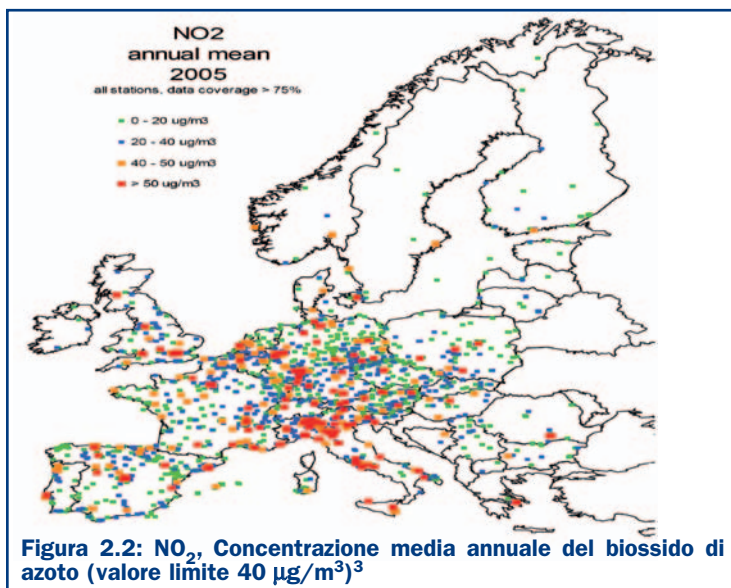 NO2
annual mean
2005
all stations, data coverage > 75%
0 - 20 ug/m3
20 - 40 ug/m3
40 - 50 ug/m3
> 50 ug/m3
Figura 2.2: NO₂, Concentrazione media annuale del biossido di
azoto (valore limite 40 µg/m³)³